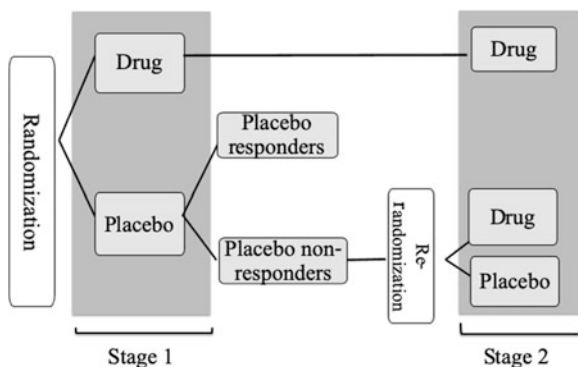 Randomization
Drug
Placebo
Placebo
responders
Placebo non-
responders
Re-
randomization
Drug
Drug
Placebo
Stage 1
Stage 2